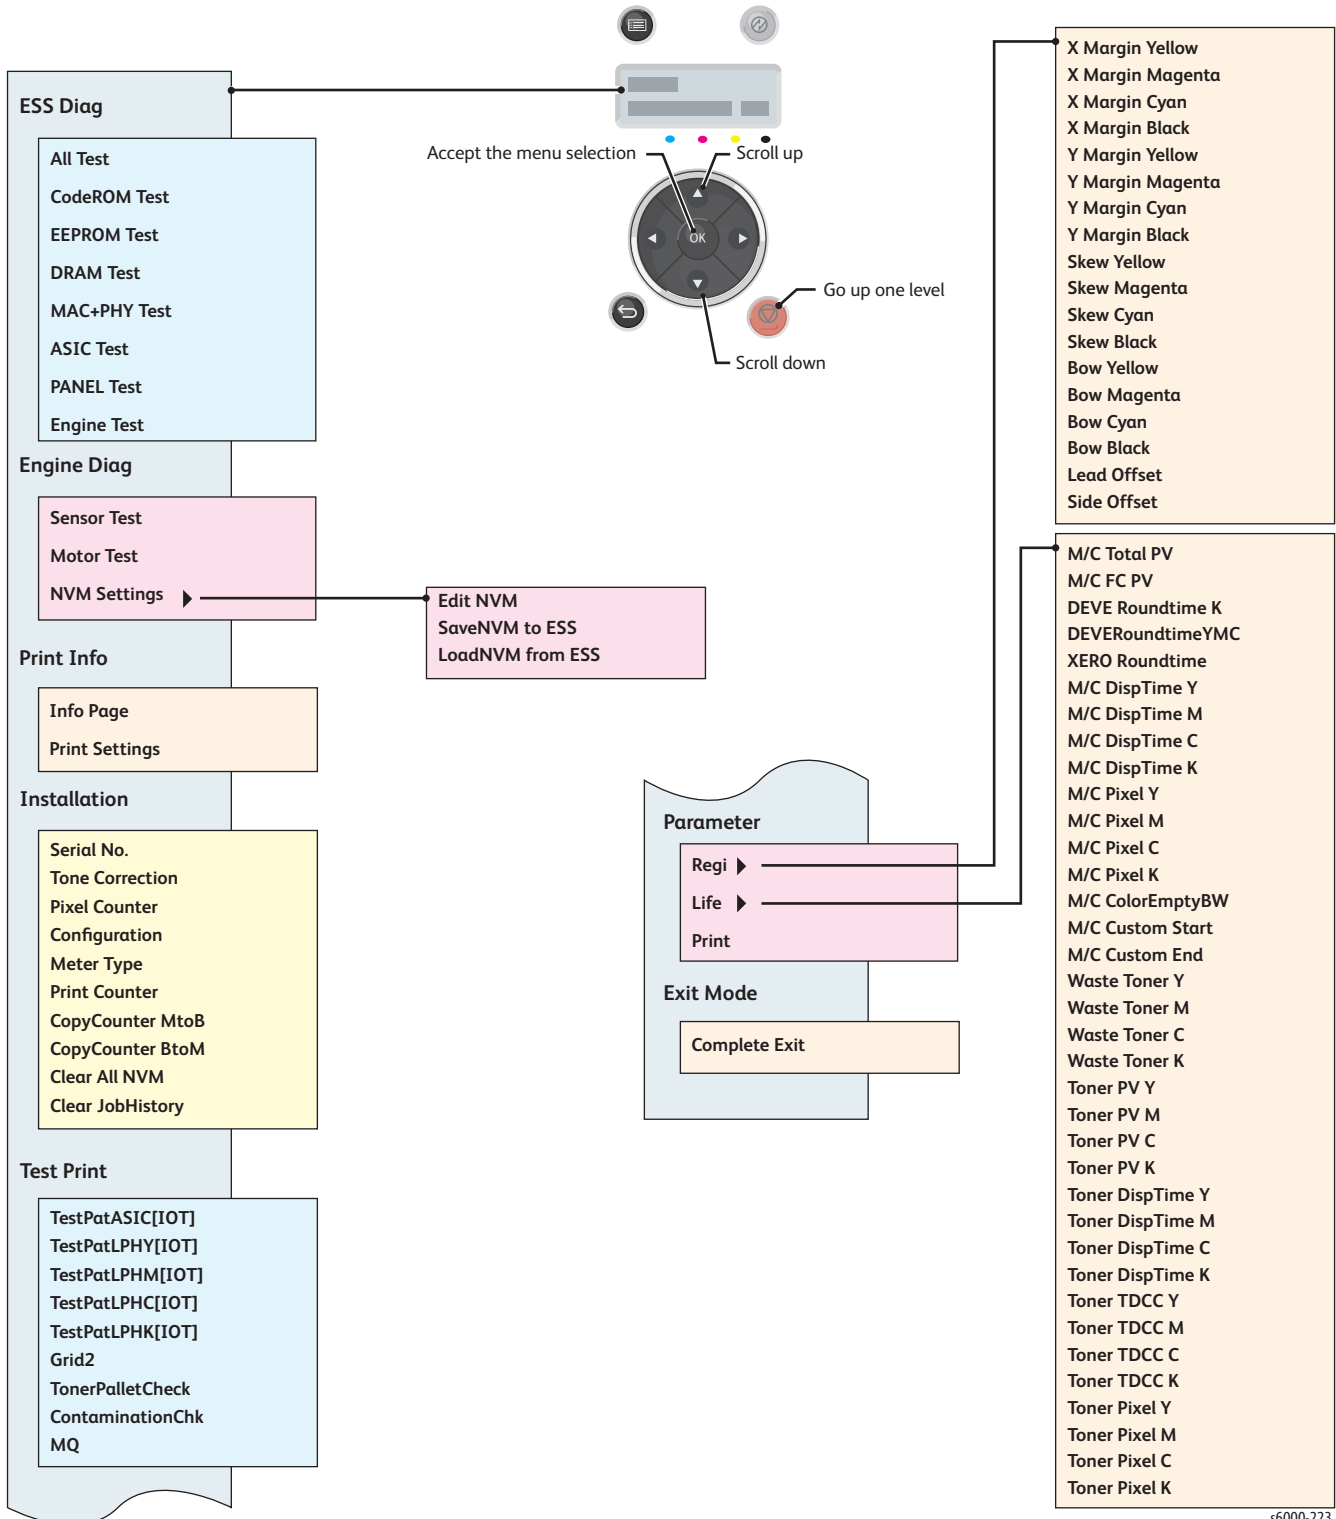 ESS Diag
All Test
CodeROM Test
EEPROM Test
DRAM Test
MAC+PHY Test
ASIC Test
PANEL Test
Engine Test
Engine Diag
Sensor Test
Motor Test
NVM Settings
Edit NVM
SaveNVM to ESS
LoadNVM from ESS
Print Info
Info Page
Print Settings
Installation
Serial No.
Tone Correction
Pixel Counter
Configuration
Meter Type
Print Counter
CopyCounter MtoB
CopyCounter BtoM
Clear All NVM
Clear JobHistory
Test Print
TestPatASIC[IOT]
TestPatLPHY[IOT]
TestPatLPHM[IOT]
TestPatLPHC[IOT]
TestPatLPHK[IOT]
Grid2
TonerPalletCheck
ContaminationChk
MQ
Accept the menu selection
Scroll up
OK
Go up one level
Scroll down
Parameter
Regi
Life
Print
Exit Mode
Complete Exit
X Margin Yellow
X Margin Magenta
X Margin Cyan
X Margin Black
Y Margin Yellow
Y Margin Magenta
Y Margin Cyan
Y Margin Black
Skew Yellow
Skew Magenta
Skew Cyan
Skew Black
Bow Yellow
Bow Magenta
Bow Cyan
Bow Black
Lead Offset
Side Offset
M/C Total PV
M/C FC PV
DEVE Roundtime K
DEVERoundtimeYMC
XERO Roundtime
M/C DispTime Y
M/C DispTime M
M/C DispTime C
M/C DispTime K
M/C Pixel Y
M/C Pixel M
M/C Pixel C
M/C Pixel K
M/C ColorEmptyBW
M/C Custom Start
M/C Custom End
Waste Toner Y
Waste Toner M
Waste Toner C
Waste Toner K
Toner PV Y
Toner PV M
Toner PV C
Toner PV K
Toner DispTime Y
Toner DispTime M
Toner DispTime C
Toner DispTime K
Toner TDCC Y
Toner TDCC M
Toner TDCC C
Toner TDCC K
Toner Pixel Y
Toner Pixel M
Toner Pixel C
Toner Pixel K
s6000-223